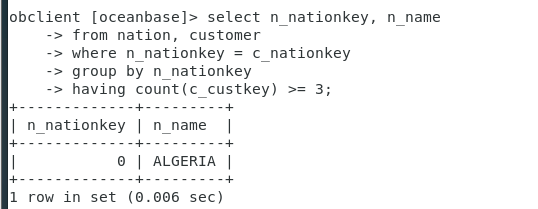 obclient [oceanbase]> select n_nationkey, n_name
    -> from nation, customer
    -> where n_nationkey = c_nationkey
    -> group by n_nationkey
    -> having count(c_custkey) >= 3;
+-------------+---------+
| n_nationkey | n_name  |
+-------------+---------+
|           0 | ALGERIA |
+-------------+---------+
1 row in set (0.006 sec)